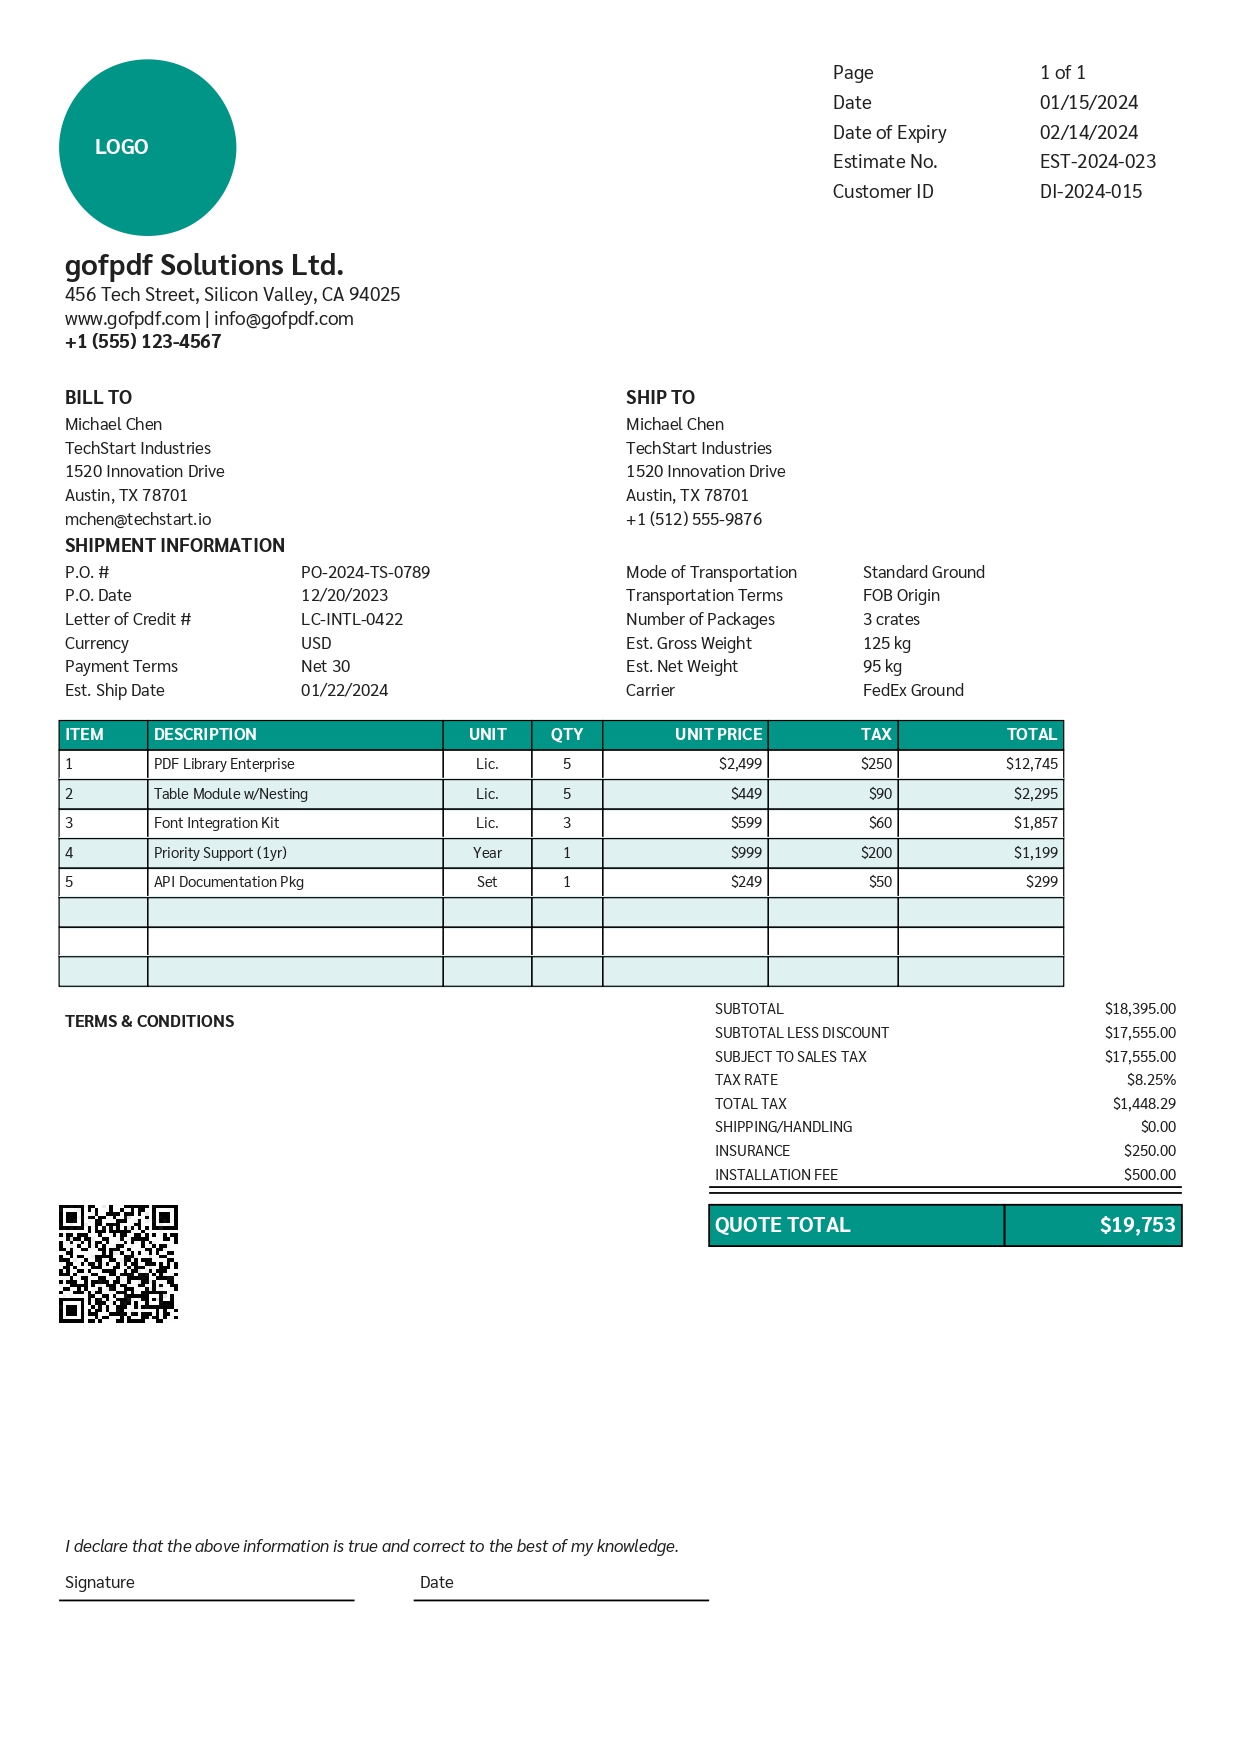 LOGO
Page 1 of 1
Date 01/15/2024
Date of Expiry 02/14/2024
Estimate No. EST-2024-023
Customer ID DI-2024-015
gofpdf Solutions Ltd.
456 Tech Street, Silicon Valley, CA 94025
www.gofpdf.com | info@gofpdf.com
+1 (555) 123-4567
BILL TO
Michael Chen
TechStart Industries
1520 Innovation Drive
Austin, TX 78701
mchen@techstart.io
SHIP TO
Michael Chen
TechStart Industries
1520 Innovation Drive
Austin, TX 78701
+1 (512) 555-9876
SHIPMENT INFORMATION
P.O. # PO-2024-TS-0789
P.O. Date 12/20/2023
Letter of Credit # LC-INTL-0422
Currency USD
Payment Terms Net 30
Est. Ship Date 01/22/2024
Mode of Transportation Standard Ground
Transportation Terms FOB Origin
Number of Packages 3 crates
Est. Gross Weight 125 kg
Est. Net Weight 95 kg
Carrier FedEx Ground
ITEM DESCRIPTION UNIT QTY UNIT PRICE TAX TOTAL
1 PDF Library Enterprise Lic. 5 $2,499 $250 $12,745
2 Table Module w/Nesting Lic. 5 $449 $90 $2,295
3 Font Integration Kit Lic. 3 $599 $60 $1,857
4 Priority Support (1yr) Year 1 $999 $200 $1,199
5 API Documentation Pkg Set 1 $249 $50 $299
TERMS & CONDITIONS
SUBTOTAL $18,395.00
SUBTOTAL LESS DISCOUNT $17,555.00
SUBJECT TO SALES TAX $17,555.00
TAX RATE $8.25%
TOTAL TAX $1,448.29
SHIPPING/HANDLING $0.00
INSURANCE $250.00
INSTALLATION FEE $500.00
QUOTE TOTAL $19,753
I declare that the above information is true and correct to the best of my knowledge.
Signature Date